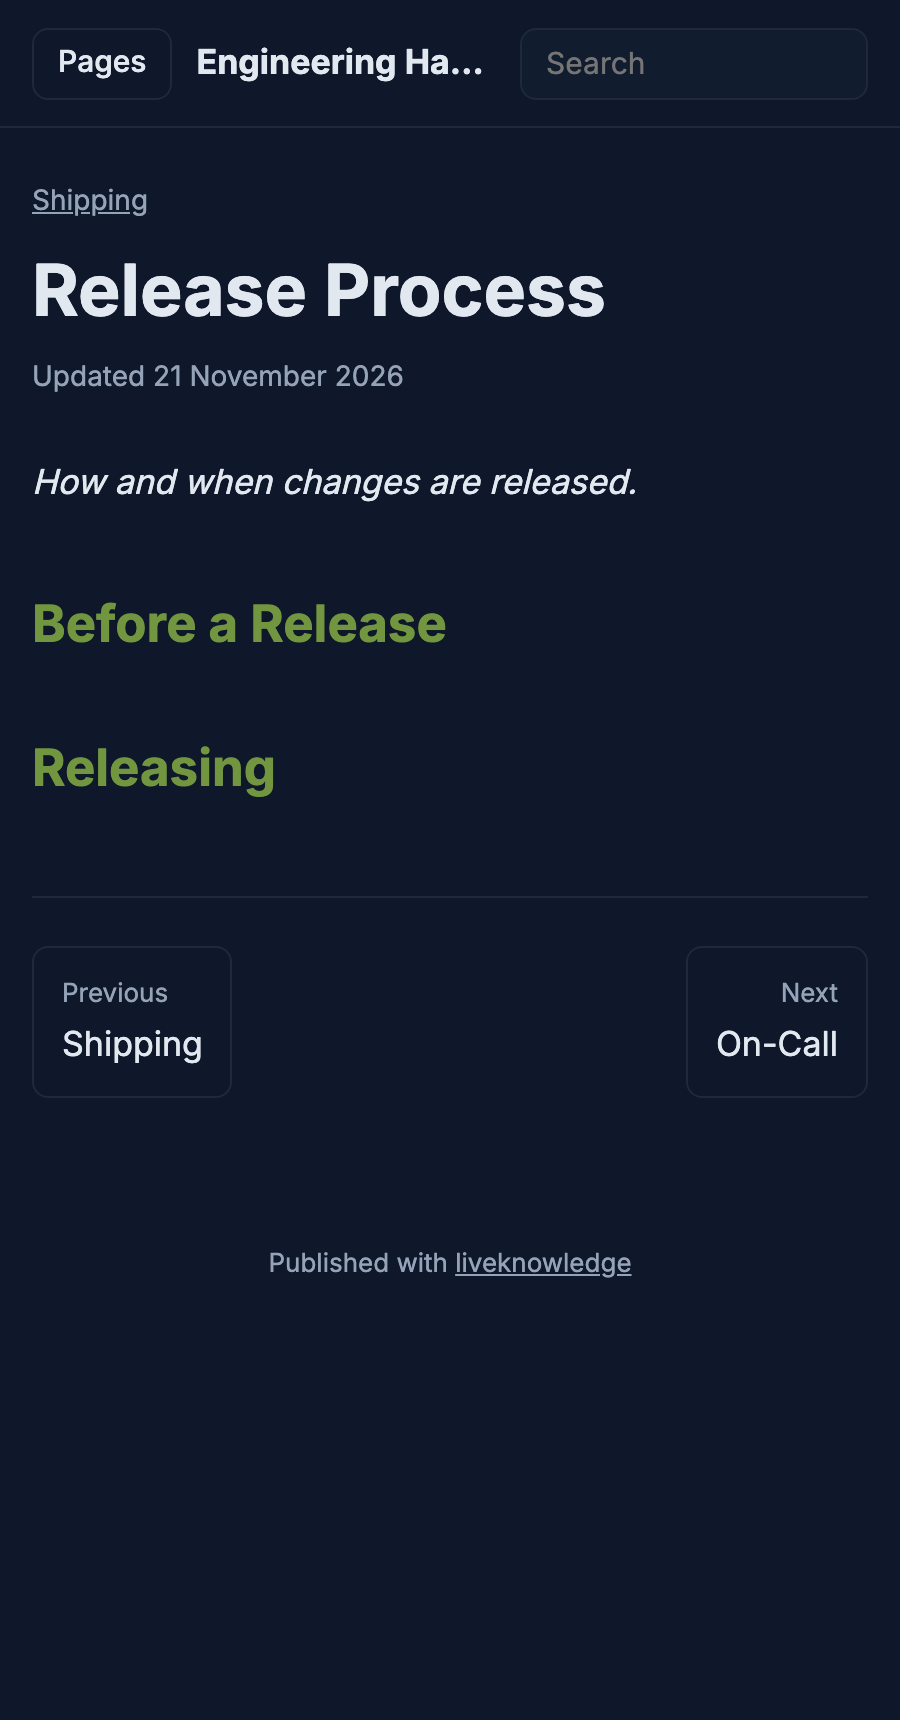 Pages
Engineering Ha...
Search
Shipping
Release Process
Updated 21 November 2026
How and when changes are released.
Before a Release
Releasing
Previous
Shipping
Next
On-Call
Published with liveknowledge